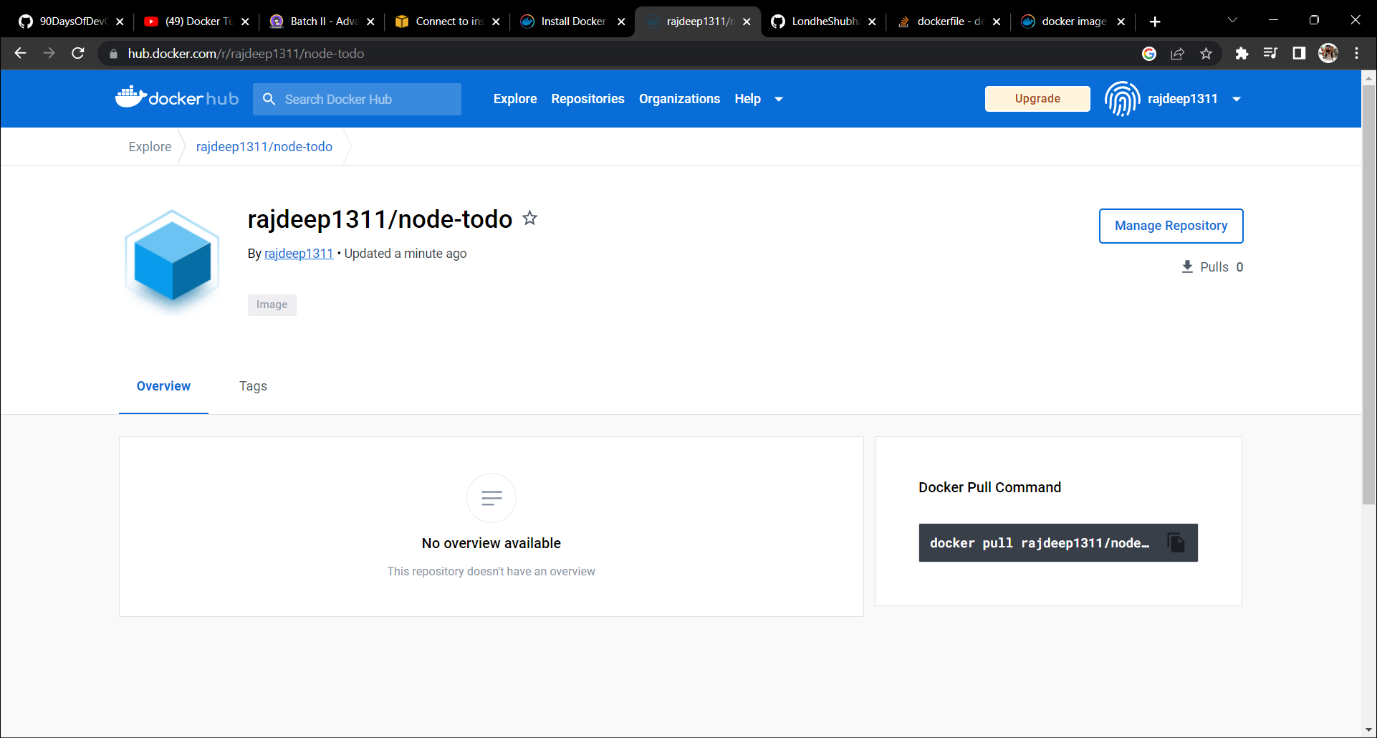 90DaysOfDevO
(49) Docker Tu
Batch II - Adva
Connect to ins
Install Docker
rajdeep1311/n
LondheShubha
dockerfile - do
docker image
hub.docker.com/r/rajdeep1311/node-todo
docker hub
Search Docker Hub
Explore
Repositories
Organizations
Help
Upgrade
rajdeep1311
Explore
rajdeep1311/node-todo
rajdeep1311/node-todo
Manage Repository
By rajdeep1311 • Updated a minute ago
Pulls 0
Image
Overview
Tags
Docker Pull Command
docker pull rajdeep1311/node…
No overview available
This repository doesn't have an overview